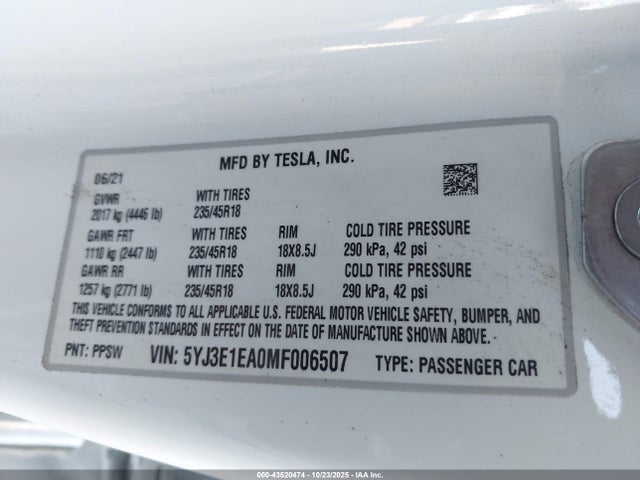 MFD BY TESLA, INC.
06/21
GVWR WITH TIRES
2017 kg (4446 lb) 235/45R18
GAWR FRT WITH TIRES RIM COLD TIRE PRESSURE
1110 kg (2447 lb) 235/45R18 18X8.5J 290 kPa, 42 psi
GAWR RR WITH TIRES RIM COLD TIRE PRESSURE
1257 kg (2771 lb) 235/45R18 18X8.5J 290 kPa, 42 psi
THIS VEHICLE CONFORMS TO ALL APPLICABLE U.S. FEDERAL MOTOR VEHICLE SAFETY, BUMPER, AND
THEFT PREVENTION STANDARDS IN EFFECT ON THE DATE OF MANUFACTURE SHOWN ABOVE.
PNT: PPSW VIN: 5YJ3E1EA0MF006507 TYPE: PASSENGER CAR
000-43520474 - 10/23/2025 - IAA Inc.